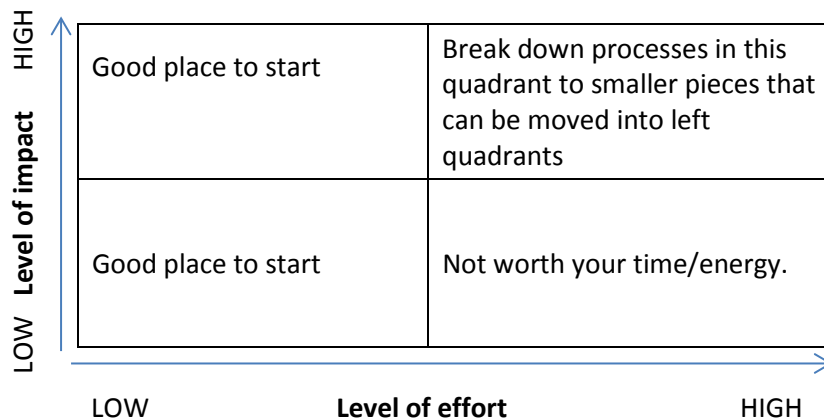 HIGH
Level of impact
LOW
Good place to start
Break down processes in this
quadrant to smaller pieces that
can be moved into left
quadrants
Good place to start
Not worth your time/energy.
LOW
Level of effort
HIGH